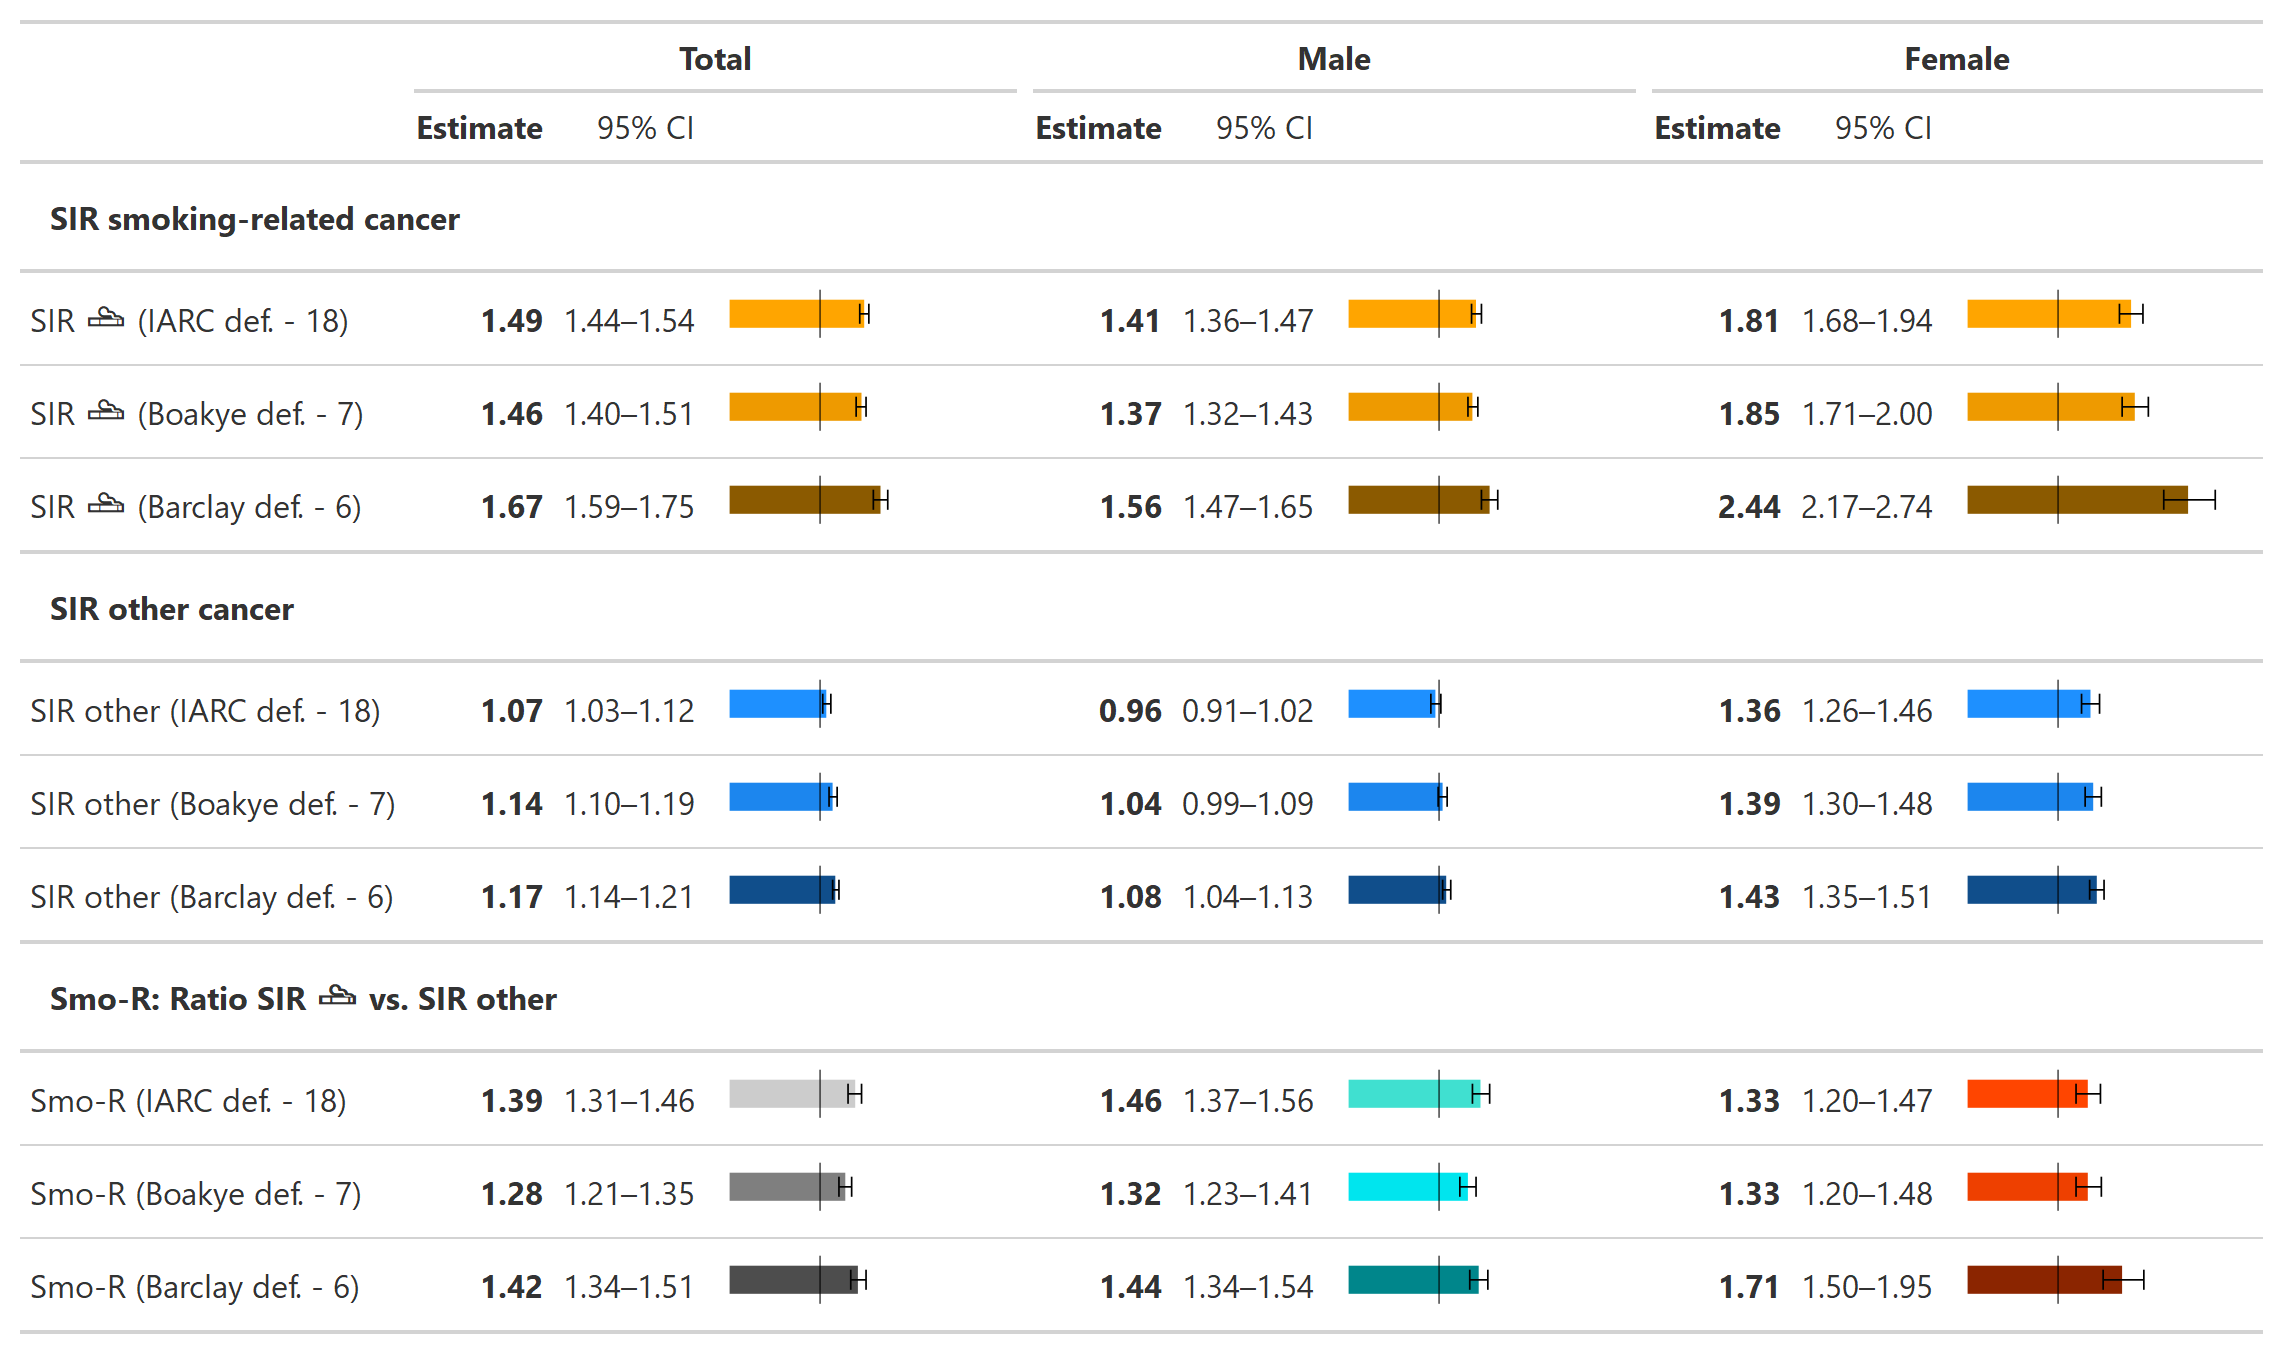 Total Male Female
Estimate 95% CI Estimate 95% CI Estimate 95% CI
SIR smoking-related cancer
SIR (IARC def. - 18) 1.49 1.44–1.54 1.41 1.36–1.47 1.81 1.68–1.94
SIR (Boakye def. - 7) 1.46 1.40–1.51 1.37 1.32–1.43 1.85 1.71–2.00
SIR (Barclay def. - 6) 1.67 1.59–1.75 1.56 1.47–1.65 2.44 2.17–2.74
SIR other cancer
SIR other (IARC def. - 18) 1.07 1.03–1.12 0.96 0.91–1.02 1.36 1.26–1.46
SIR other (Boakye def. - 7) 1.14 1.10–1.19 1.04 0.99–1.09 1.39 1.30–1.48
SIR other (Barclay def. - 6) 1.17 1.14–1.21 1.08 1.04–1.13 1.43 1.35–1.51
Smo-R: Ratio SIR vs. SIR other
Smo-R (IARC def. - 18) 1.39 1.31–1.46 1.46 1.37–1.56 1.33 1.20–1.47
Smo-R (Boakye def. - 7) 1.28 1.21–1.35 1.32 1.23–1.41 1.33 1.20–1.48
Smo-R (Barclay def. - 6) 1.42 1.34–1.51 1.44 1.34–1.54 1.71 1.50–1.95